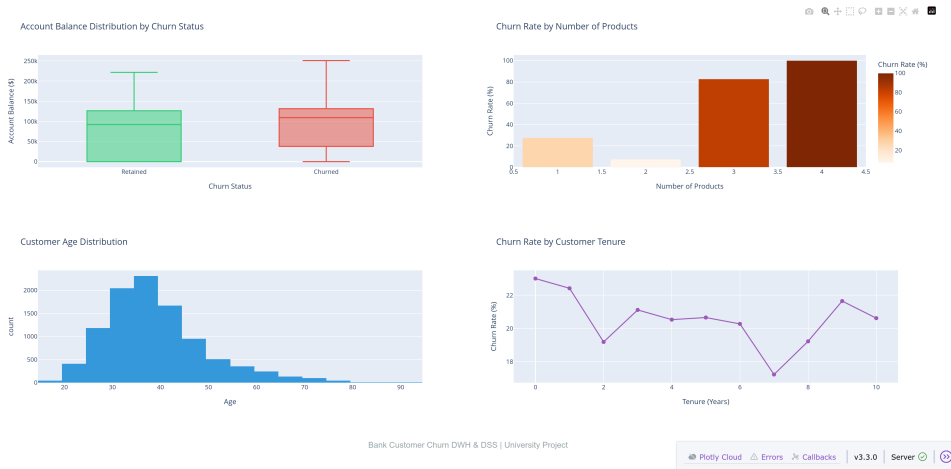 Account Balance Distribution by Churn Status
Account Balance ($)
250k
200k
150k
100k
50k
0
Retained
Churned
Churn Status
Churn Rate by Number of Products
Churn Rate (%)
100
80
60
40
20
0
0.5
1
1.5
2
2.5
3
3.5
4
4.5
Number of Products
Churn Rate (%)
100
80
60
40
20
Customer Age Distribution
count
2000
1500
1000
500
0
20
30
40
50
60
70
80
90
Age
Churn Rate by Customer Tenure
Churn Rate (%)
22
20
18
0
2
4
6
8
10
Tenure (Years)
Bank Customer Churn DWH & DSS | University Project
Plotly Cloud
Errors
Callbacks
v3.3.0
Server